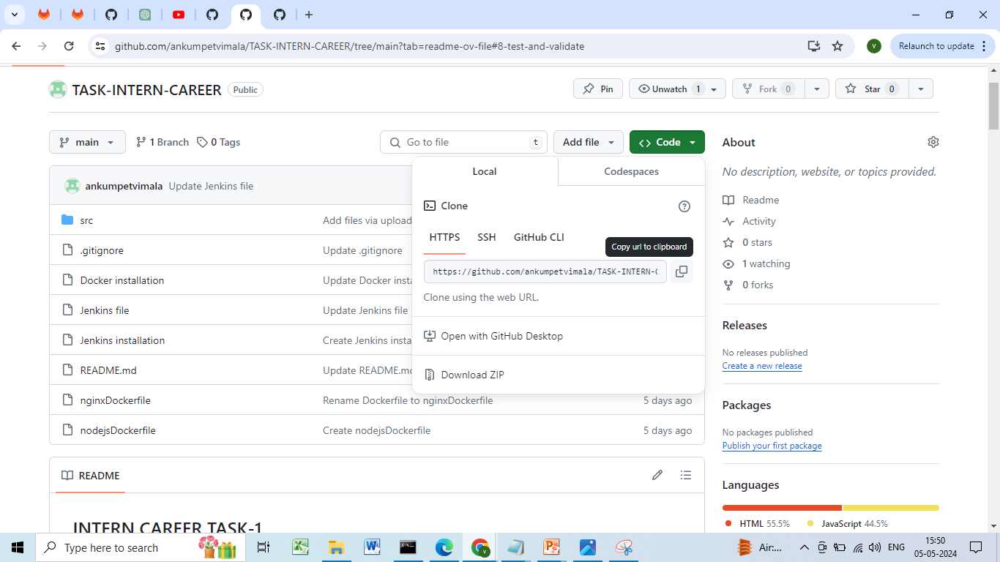 github.com/ankumpetvimala/TASK-INTERN-CAREER/tree/main?tab=readme-ov-file#8-test-and-validate
V
Relaunch to update
TASK-INTERN-CAREER Public
Pin
Unwatch 1
Fork 0
Star 0
main
1 Branch
0 Tags
Go to file t
Add file
<> Code
ankumpetvimala Update Jenkins file
src Add files via upload
.gitignore Update .gitignore
Docker installation Update Docker insta
Jenkins file Update Jenkins file
Jenkins installation Create Jenkins insta
README.md Update README.md
nginxDockerfile Rename Dockerfile to nginxDockerfile 5 days ago
nodejsDockerfile Create nodejsDockerfile 5 days ago
Local Codespaces
Clone
HTTPS SSH GitHub CLI
Copy url to clipboard
https://github.com/ankumpetvimala/TASK-INTERN-C
Clone using the web URL.
Open with GitHub Desktop
Download ZIP
README
INTERN CAREER TASK-1
About
No description, website, or topics provided.
Readme
Activity
0 stars
1 watching
0 forks
Releases
No releases published
Create a new release
Packages
No packages published
Publish your first package
Languages
HTML 55.5% JavaScript 44.5%
Type here to search
Air:...
ENG
15:50
05-05-2024